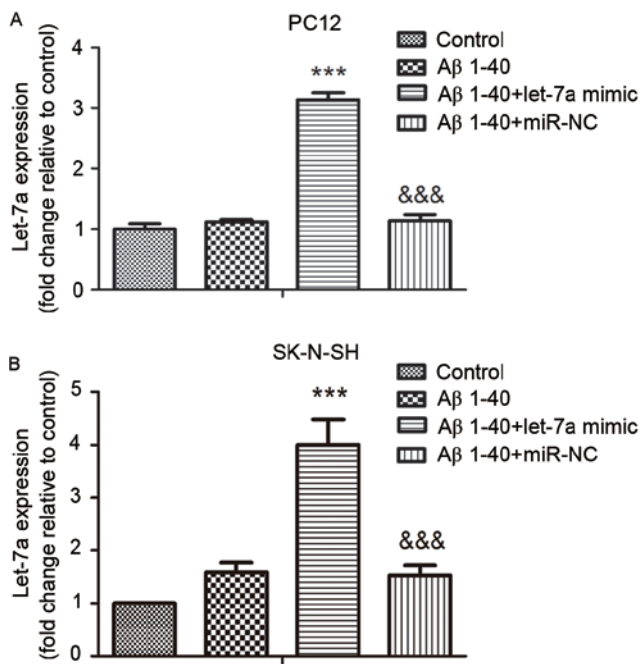 A
PC12
Let-7a expression
(fold change relative to control)
4
3
2
1
0
***
&&&
Control
Aβ 1-40
Aβ 1-40+let-7a mimic
Aβ 1-40+miR-NC
B
SK-N-SH
Let-7a expression
(fold change relative to control)
5
4
3
2
1
0
***
&&&
Control
Aβ 1-40
Aβ 1-40+let-7a mimic
Aβ 1-40+miR-NC